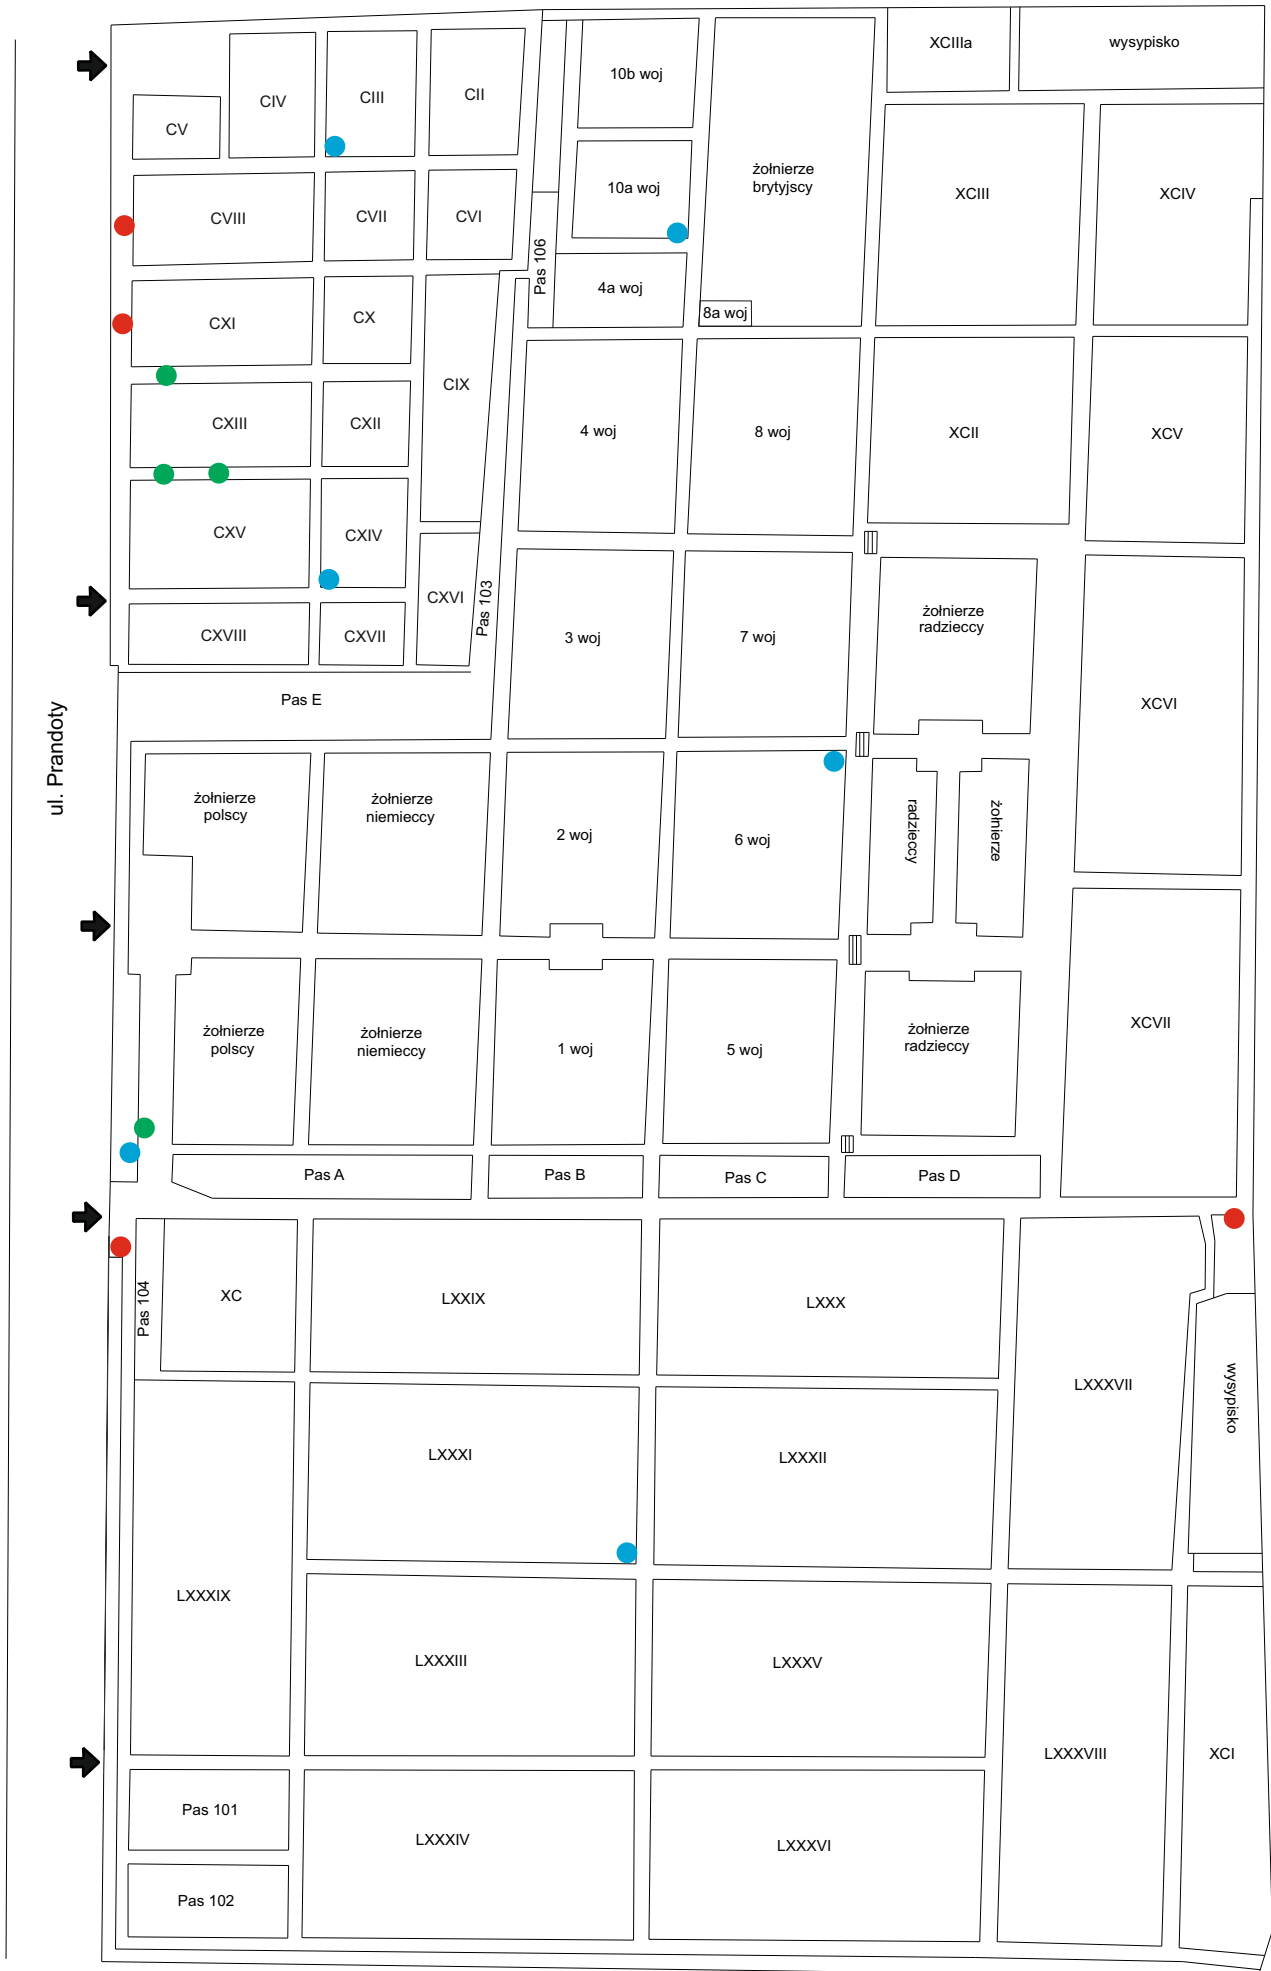 XCIIIa
wysypisko
10b woj
CII
CIII
CIV
CV
żołnierze
brytyjscy
10a woj
XCIII
XCIV
CVIII
CVII
CVI
Pas 106
4a woj
8a woj
CXI
CX
CIX
CXIII
CXII
4 woj
8 woj
XCII
XCV
CXV
CXIV
CXVI
Pas 103
CXVIII
CXVII
3 woj
7 woj
żołnierze
radzieccy
Pas E
XCVI
ul. Prandoty
żołnierze
polscy
żołnierze
niemieccy
2 woj
6 woj
radzieccy
żołnierze
żołnierze
polscy
żołnierze
niemieccy
1 woj
5 woj
żołnierze
radzieccy
XCVII
Pas A
Pas B
Pas C
Pas D
Pas 104
XC
LXXIX
LXXX
LXXXVII
wysypisko
LXXXI
LXXXII
LXXXIX
LXXXIII
LXXXV
LXXXVIII
XCI
Pas 101
LXXXIV
LXXXVI
Pas 102